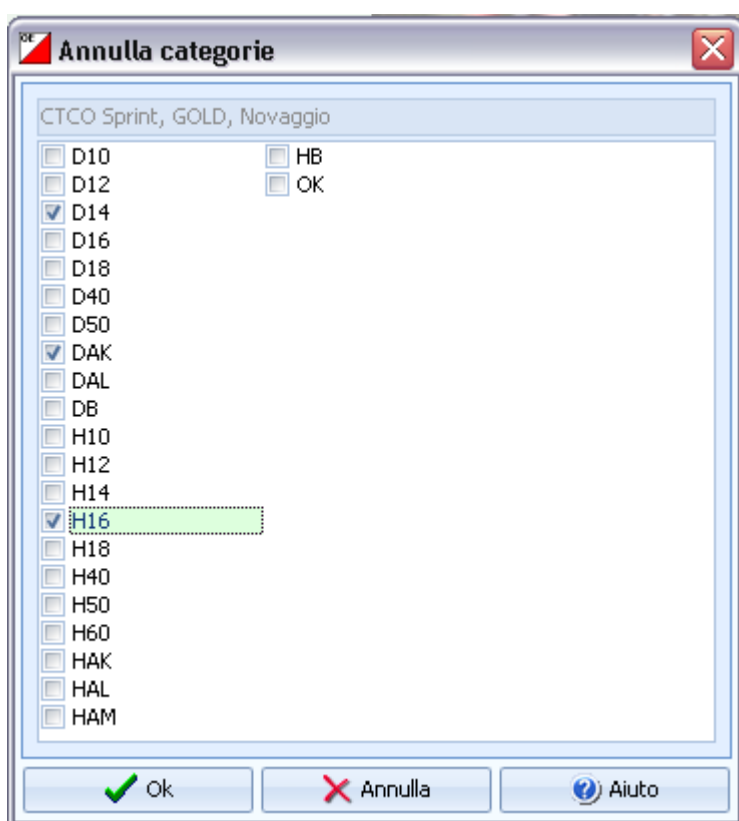 OE
Annulla categorie
CTCO Sprint, GOLD, Novaggio
D10
D12
D14
D16
D18
D40
D50
DAK
DAL
DB
H10
H12
H14
H16
H18
H40
H50
H60
HAK
HAL
HAM
HB
OK
Ok
Annulla
Aiuto